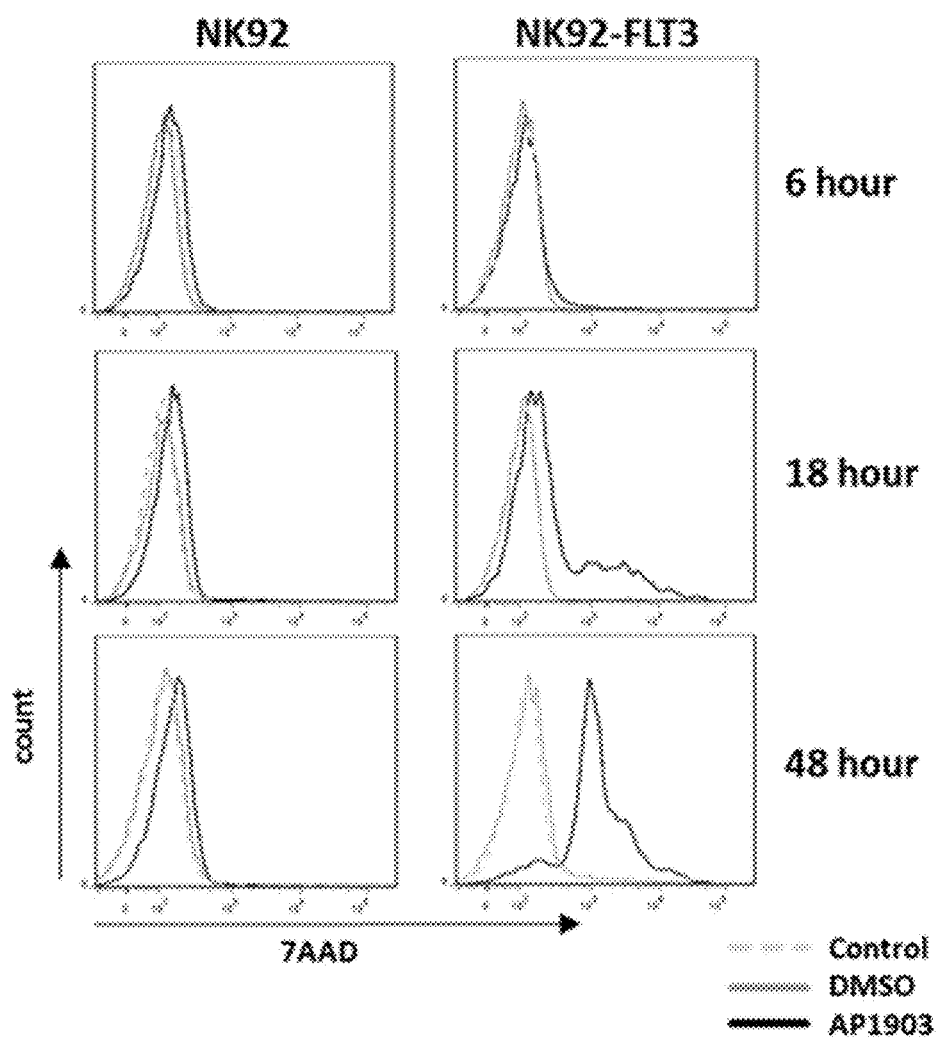 NK92 NK92-FLT3
6 hour
18 hour
48 hour
count
7AAD
Control
DMSO
AP1903